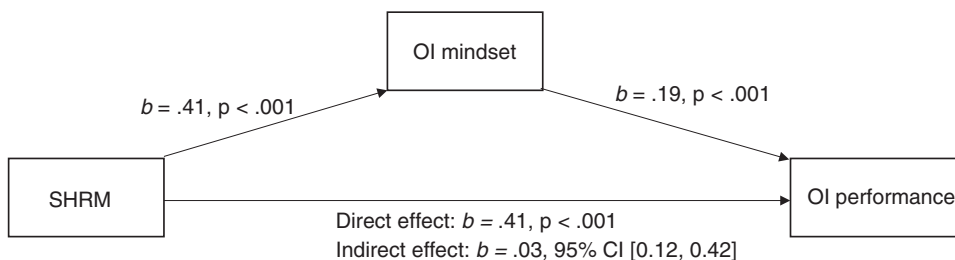 OI mindset
b = .41, p < .001
b = .19, p < .001
SHRM
OI performance
Direct effect: b = .41, p < .001
Indirect effect: b = .03, 95% CI [0.12, 0.42]